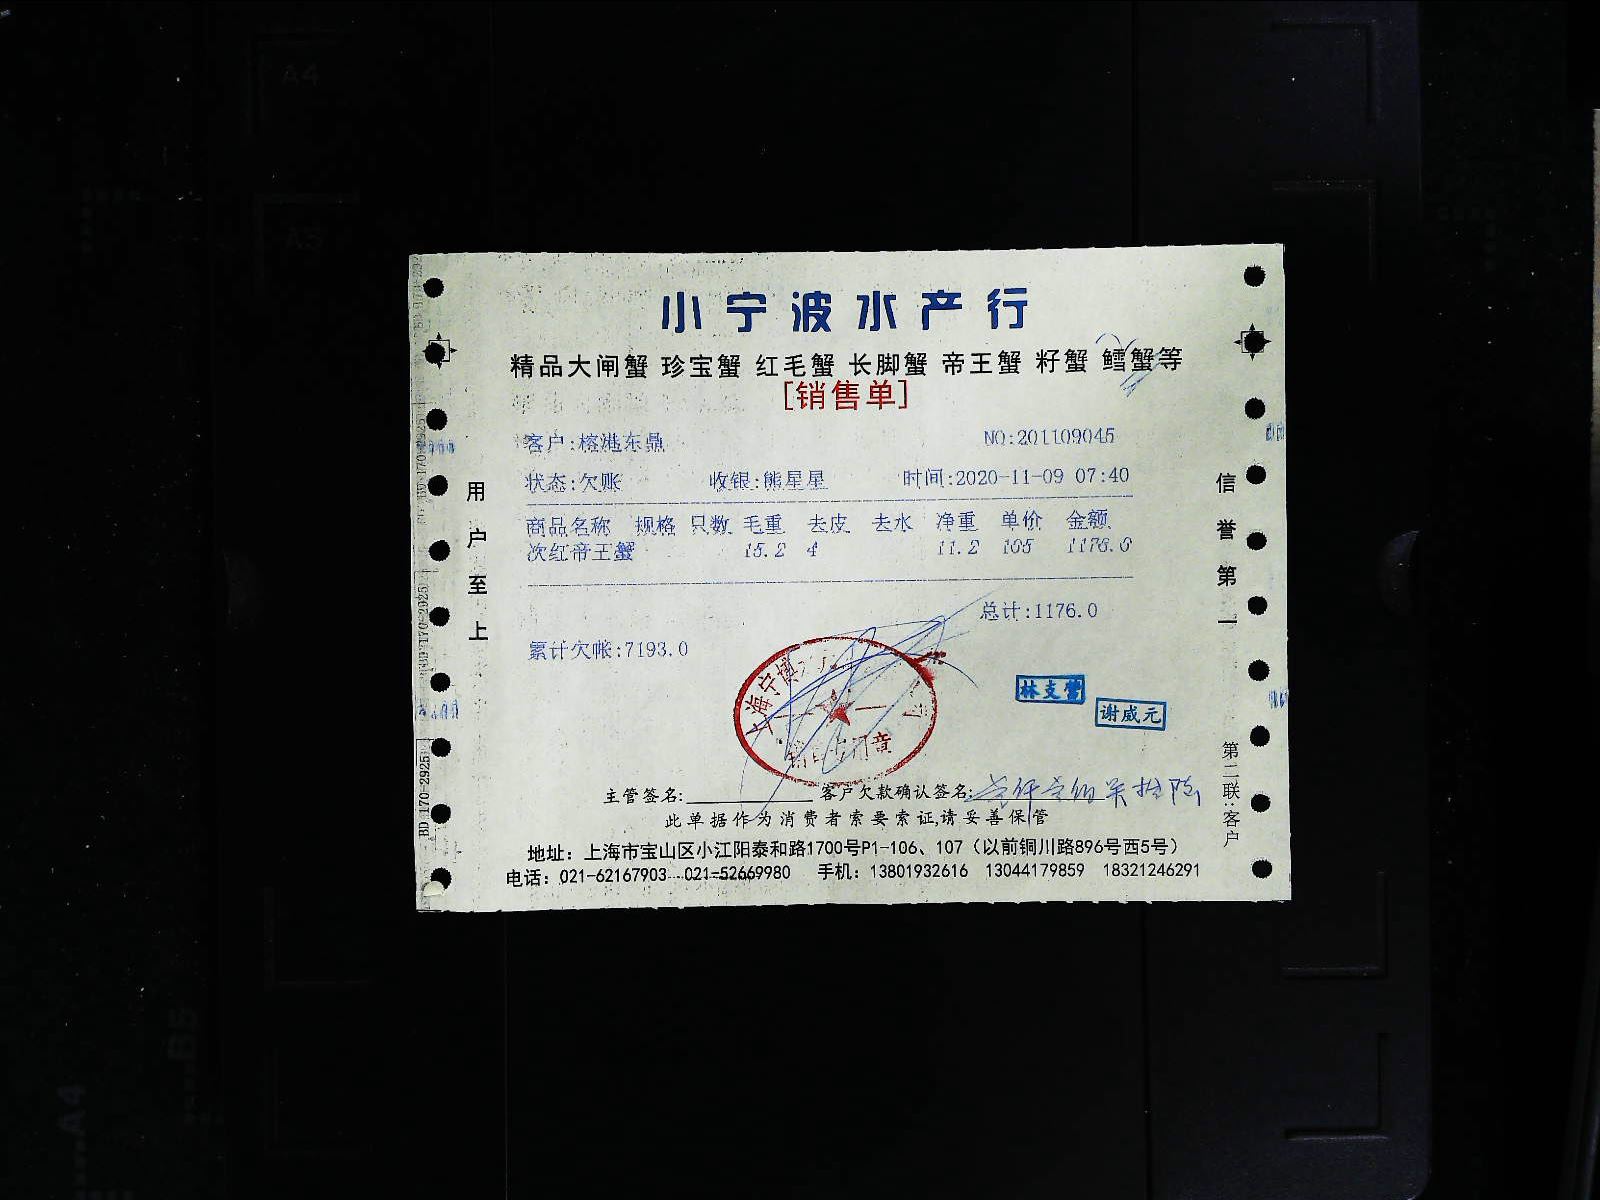 小宁波水产行
精品大闸蟹 珍宝蟹 红毛蟹 长脚蟹 帝王蟹 籽蟹 鳕蟹等
[销售单]
客户:榕港东鼎 NO:201109045
状态:欠账 收银:熊星星 时间:2020-11-09 07:40
商品名称 规格 只数 毛重 去皮 去水 净重 单价 金额
次红帝王蟹 15.2 4 11.2 105 1176.0
总计:1176.0
累计欠帐:7193.0
用户至上
信誉第一
第二联:客户
林支营
谢威元
主管签名: 客户欠款确认签名:
此单据作为消费者索要索证,请妥善保管
地址：上海市宝山区小江阳泰和路1700号P1-106、107（以前铜川路896号西5号）
电话：021-62167903 021-52669980 手机：13801932616 13044179859 18321246291
BD 170-2925
A4
A5
B5
A4